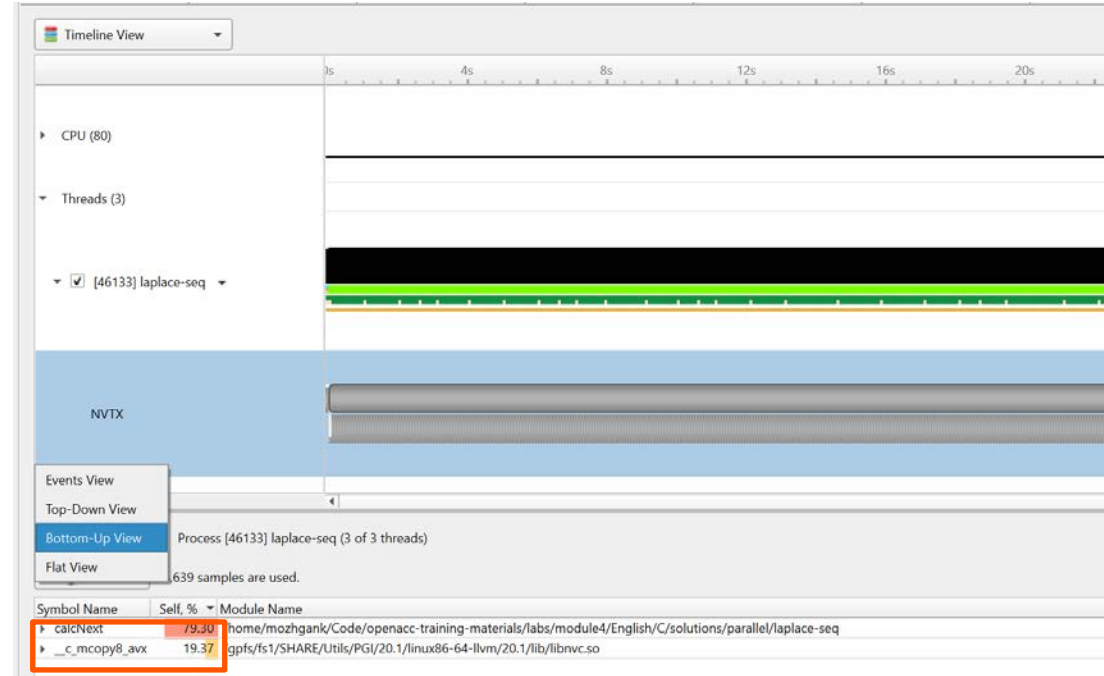 Timeline View
0s 4s 8s 12s 16s 20s
CPU (80)
Threads (3)
[46133] laplace-seq
NVTX
Events View
Top-Down View
Bottom-Up View
Flat View
Process [46133] laplace-seq (3 of 3 threads)
,639 samples are used.
Symbol Name Self, % Module Name
calcNext 79.30 /home/mozhgank/Code/openacc-training-materials/labs/module4/English/C/solutions/parallel/laplace-seq
__c_mcopy8_avx 19.37 /gpfs/fs1/SHARE/Utils/PGI/20.1/linux86-64-llvm/20.1/lib/libnvc.so